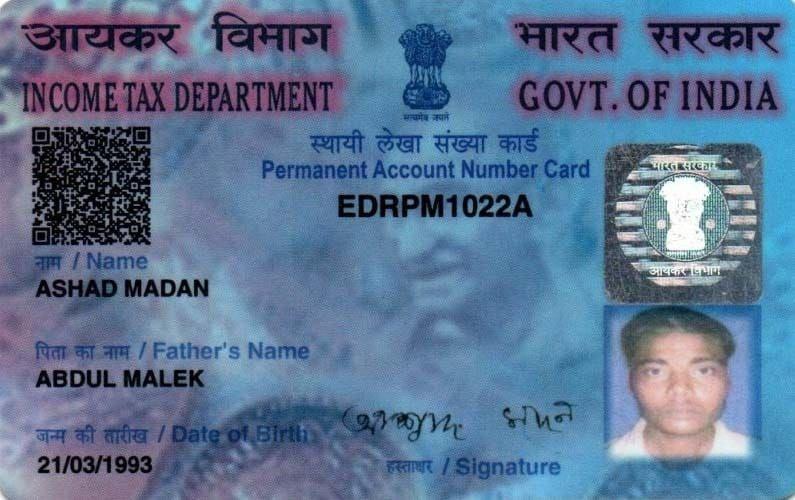 आयकर विभाग
INCOME TAX DEPARTMENT
भारत सरकार
GOVT. OF INDIA
सत्यमेव जयते
स्थायी लेखा संख्या कार्ड
Permanent Account Number Card
EDRPM1022A
भारत सरकार
आयकर विभाग
नाम / Name
ASHAD MADAN
पिता का नाम / Father's Name
ABDUL MALEK
जन्म की तारीख / Date of Birth
21/03/1993
हस्ताक्षर / Signature